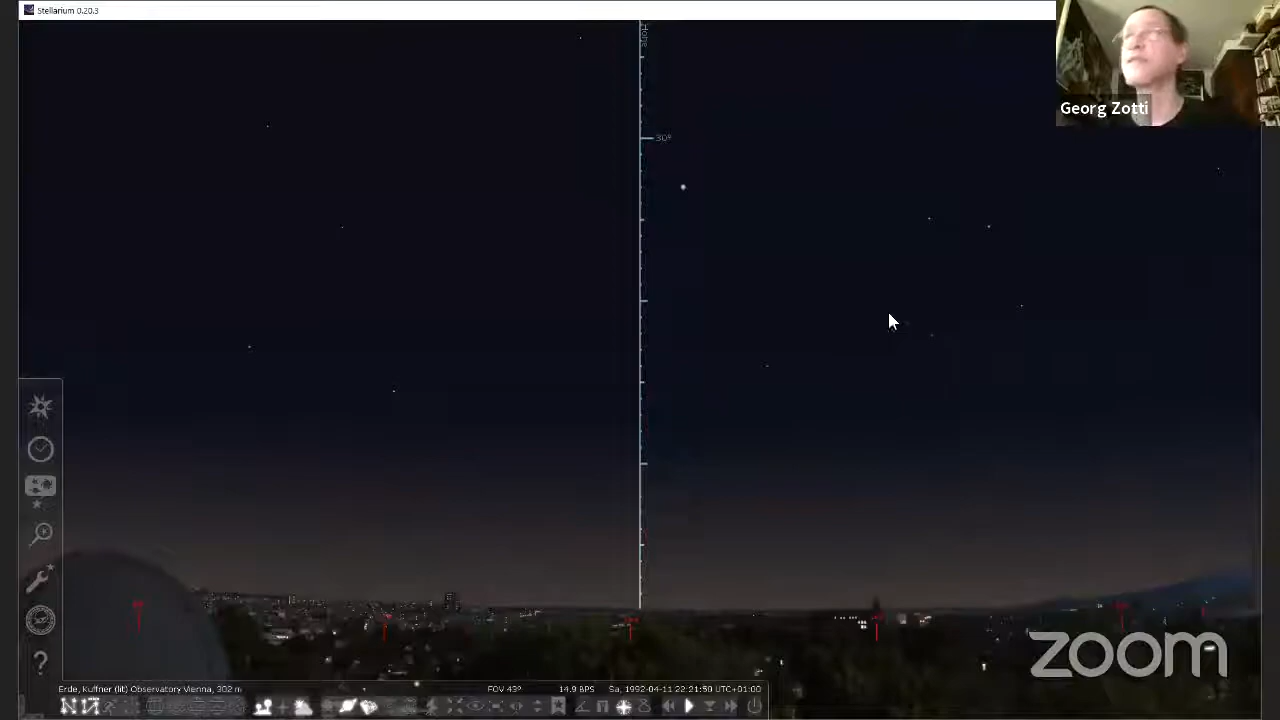 Stellarium 0.20.3
Georg Zotti
30°
Erde, Kuffner (lit) Observatory Vienna, 302 m
FOV 43°
14.9 BPS
Sa, 1992-04-11 22:21:50 UTC+01:00
zoom